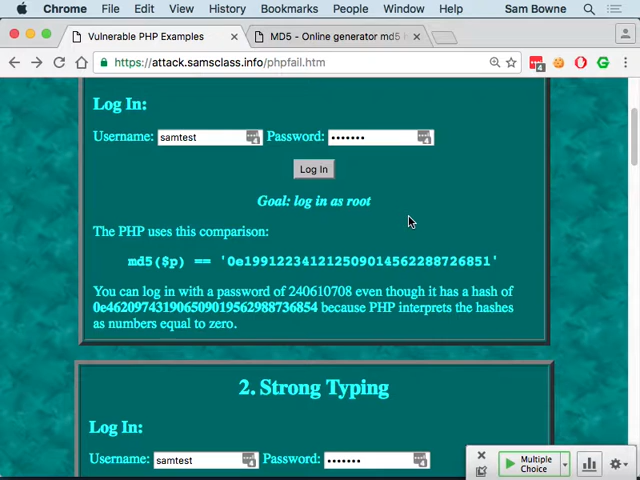 Chrome File Edit View History Bookmarks People Window Help Sam Bowne
Vulnerable PHP Examples
MD5 - Online generator md5 h
https://attack.samsclass.info/phpfail.htm
4
Log In:
Username: samtest Password: •••••••
Log In
Goal: log in as root
The PHP uses this comparison:
md5($p) == '0e199122341212509014562288726851'
You can log in with a password of 240610708 even though it has a hash of
0e462097431906509019562988736854 because PHP interprets the hashes
as numbers equal to zero.
2. Strong Typing
Log In:
Username: samtest Password: •••••••
Multiple
Choice